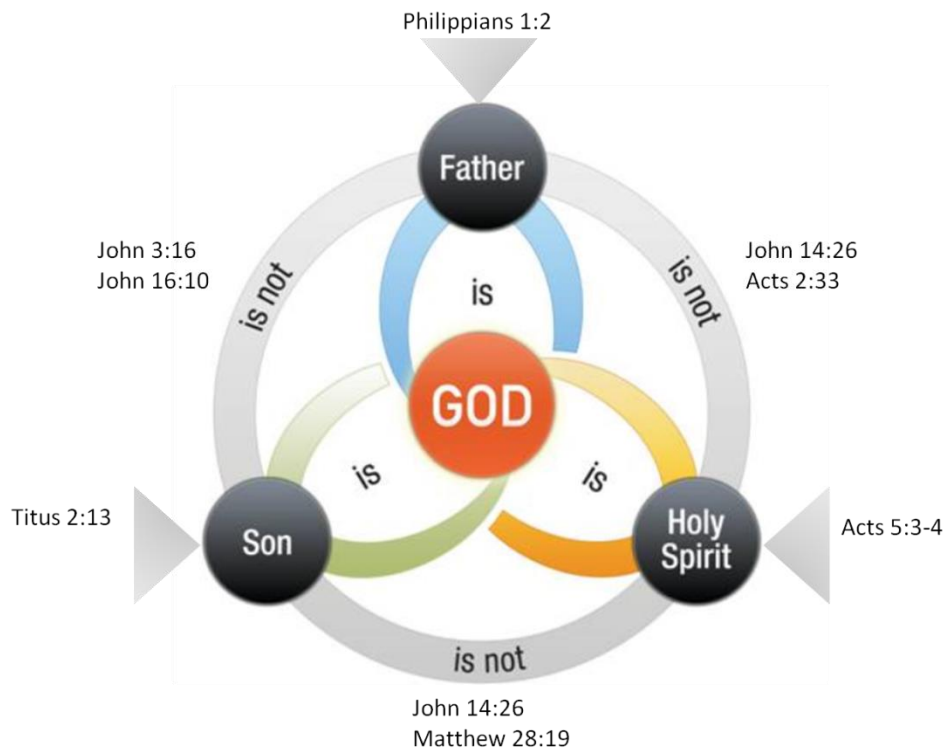 Philippians 1:2
Father
John 3:16
John 16:10
is not
is
is not
John 14:26
Acts 2:33
GOD
is
is
Titus 2:13
Son
Holy
Spirit
Acts 5:3-4
is not
John 14:26
Matthew 28:19